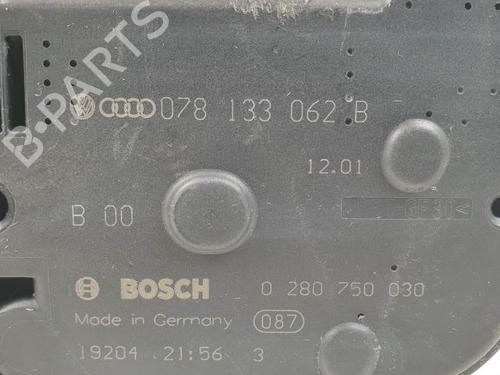 B-PARTS
078 133 062 B
12.01
B 00
BOSCH 0 280 750 030
Made in Germany 087
19204 21:56 3